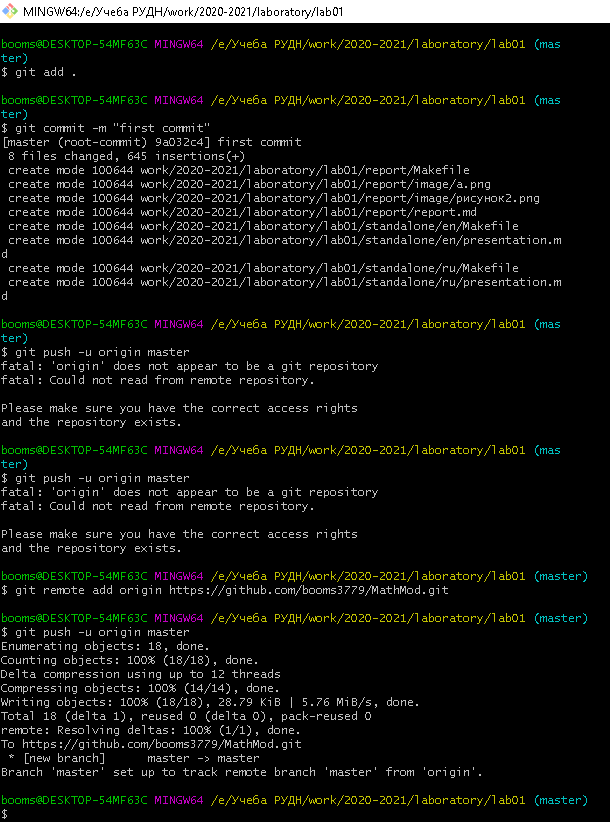 MINGW64:/e/Учеба РУДН/work/2020-2021/laboratory/lab01
booms@DESKTOP-54MF63C MINGW64 /e/Учеба РУДН/work/2020-2021/laboratory/lab01 (mas
ter)
$ git add .
booms@DESKTOP-54MF63C MINGW64 /e/Учеба РУДН/work/2020-2021/laboratory/lab01 (mas
ter)
$ git commit -m "first commit"
[master (root-commit) 9a032c4] first commit
8 files changed, 645 insertions(+)
create mode 100644 work/2020-2021/laboratory/lab01/report/Makefile
create mode 100644 work/2020-2021/laboratory/lab01/report/image/a.png
create mode 100644 work/2020-2021/laboratory/lab01/report/image/рисунок2.png
create mode 100644 work/2020-2021/laboratory/lab01/report/report.md
create mode 100644 work/2020-2021/laboratory/lab01/standalone/en/Makefile
create mode 100644 work/2020-2021/laboratory/lab01/standalone/en/presentation.m
d
create mode 100644 work/2020-2021/laboratory/lab01/standalone/ru/Makefile
create mode 100644 work/2020-2021/laboratory/lab01/standalone/ru/presentation.m
d
booms@DESKTOP-54MF63C MINGW64 /e/Учеба РУДН/work/2020-2021/laboratory/lab01 (mas
ter)
$ git push -u origin master
fatal: 'origin' does not appear to be a git repository
fatal: Could not read from remote repository.
Please make sure you have the correct access rights
and the repository exists.
booms@DESKTOP-54MF63C MINGW64 /e/Учеба РУДН/work/2020-2021/laboratory/lab01 (mas
ter)
$ git push -u origin master
fatal: 'origin' does not appear to be a git repository
fatal: Could not read from remote repository.
Please make sure you have the correct access rights
and the repository exists.
booms@DESKTOP-54MF63C MINGW64 /e/Учеба РУДН/work/2020-2021/laboratory/lab01 (master)
$ git remote add origin https://github.com/booms3779/MathMod.git
booms@DESKTOP-54MF63C MINGW64 /e/Учеба РУДН/work/2020-2021/laboratory/lab01 (master)
$ git push -u origin master
Enumerating objects: 18, done.
Counting objects: 100% (18/18), done.
Delta compression using up to 12 threads
Compressing objects: 100% (14/14), done.
Writing objects: 100% (18/18), 28.79 KiB | 5.76 MiB/s, done.
Total 18 (delta 1), reused 0 (delta 0), pack-reused 0
remote: Resolving deltas: 100% (1/1), done.
To https://github.com/booms3779/MathMod.git
* [new branch] master -> master
Branch 'master' set up to track remote branch 'master' from 'origin'.
booms@DESKTOP-54MF63C MINGW64 /e/Учеба РУДН/work/2020-2021/laboratory/lab01 (master)
$